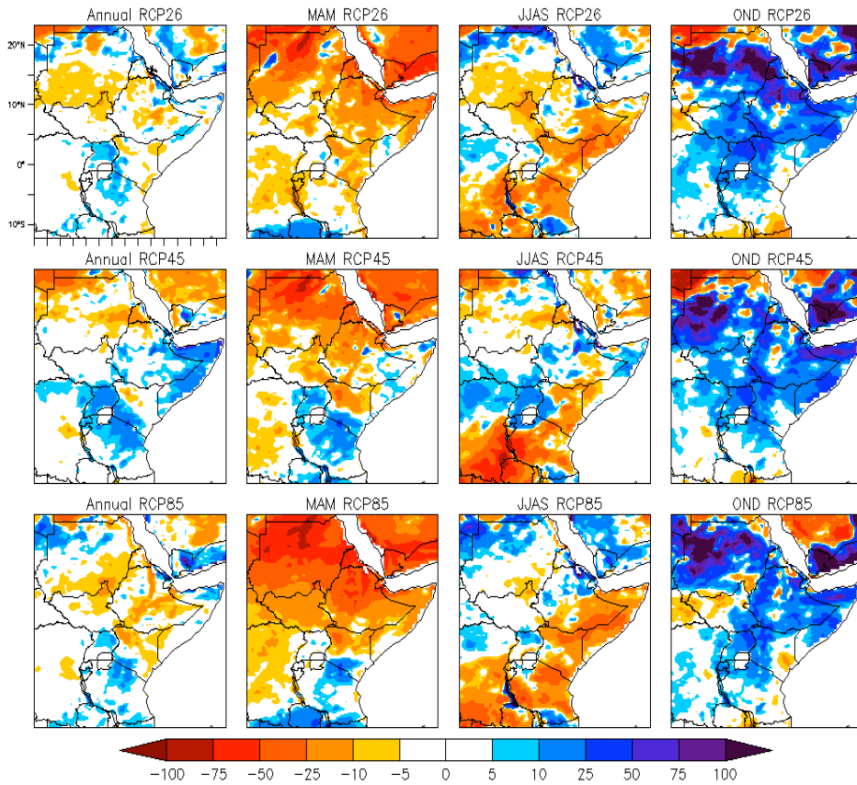 Annual RCP26 MAM RCP26 JJAS RCP26 OND RCP26
20°N
10°N
0°
10°S
Annual RCP45 MAM RCP45 JJAS RCP45 OND RCP45
Annual RCP85 MAM RCP85 JJAS RCP85 OND RCP85
−100 −75 −50 −25 −10 −5 0 5 10 25 50 75 100